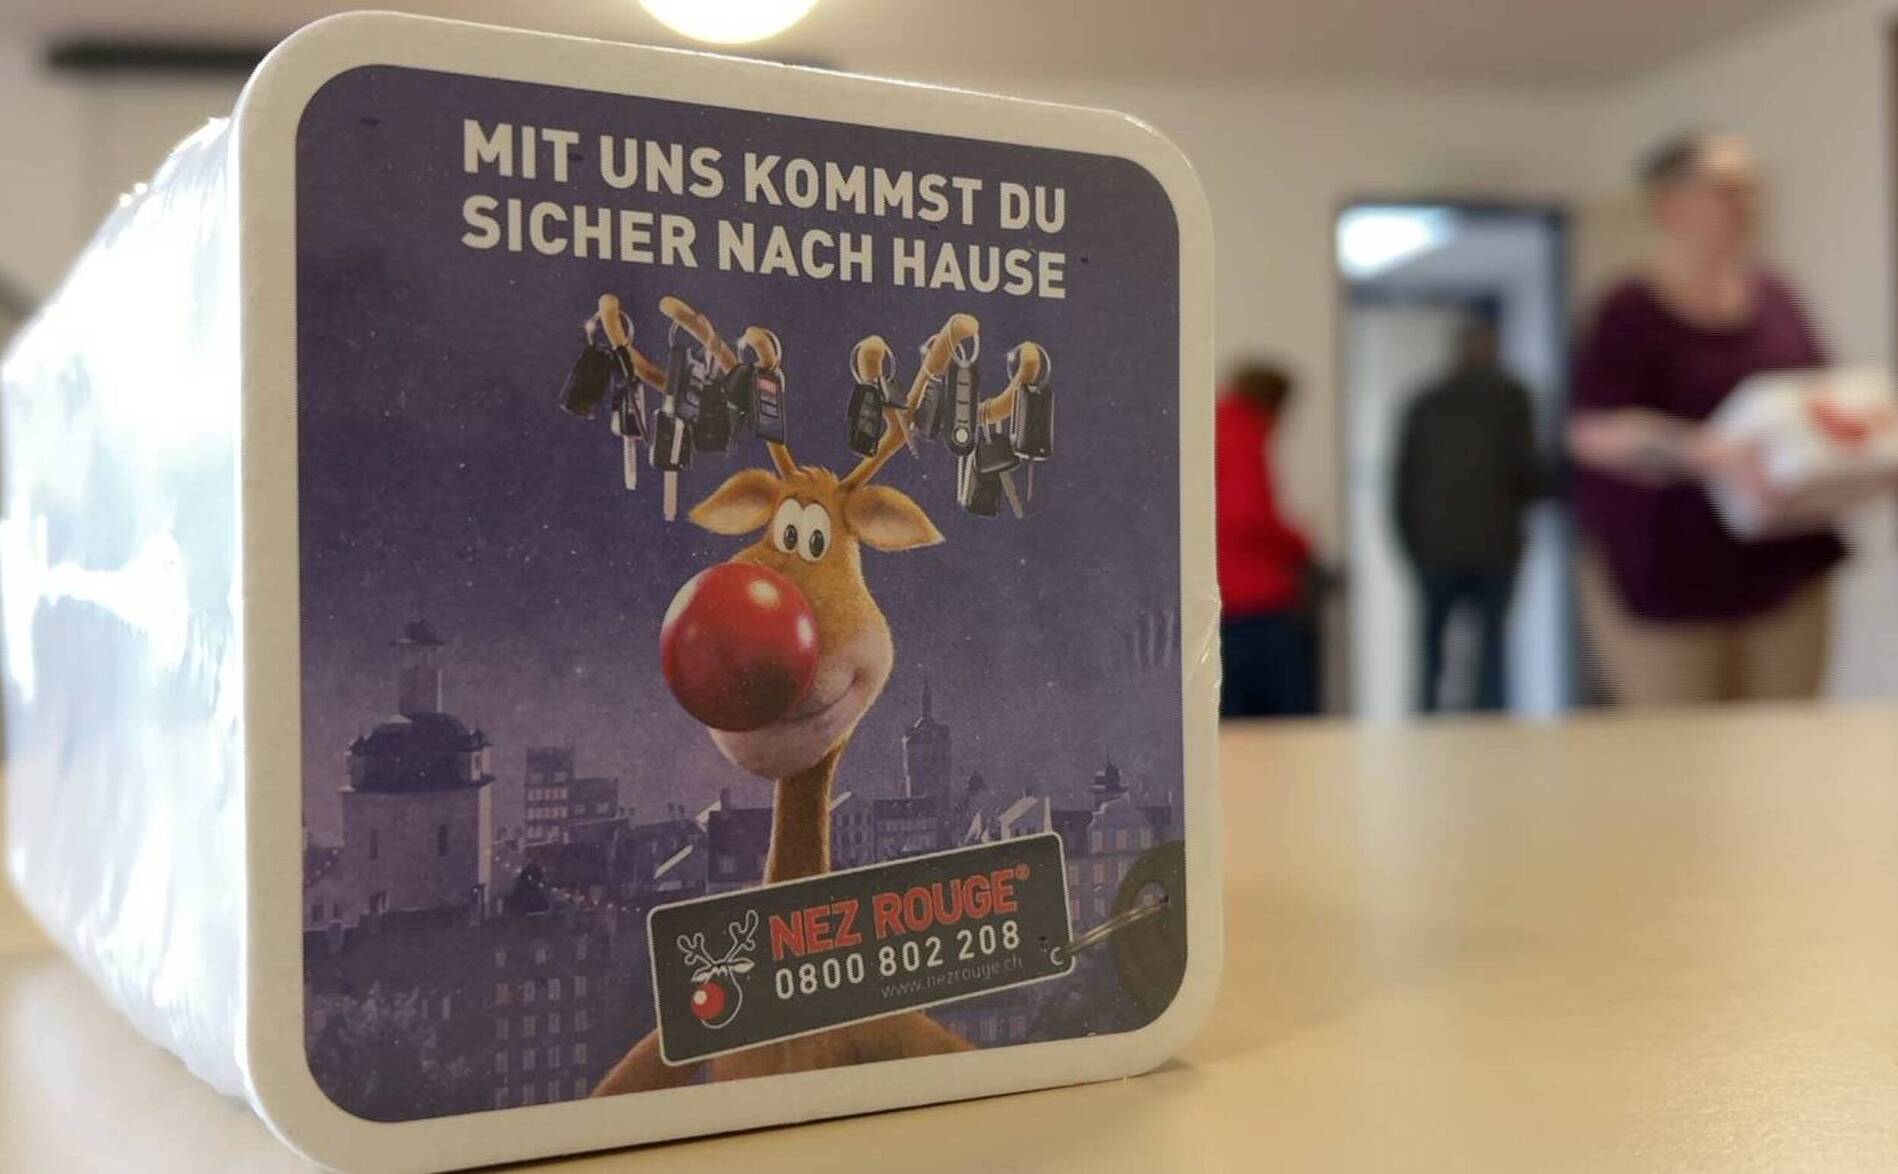 MIT UNS KOMMST DU
SICHER NACH HAUSE
NEZ ROUGE®
0800 802 208
www.nezrouge.ch